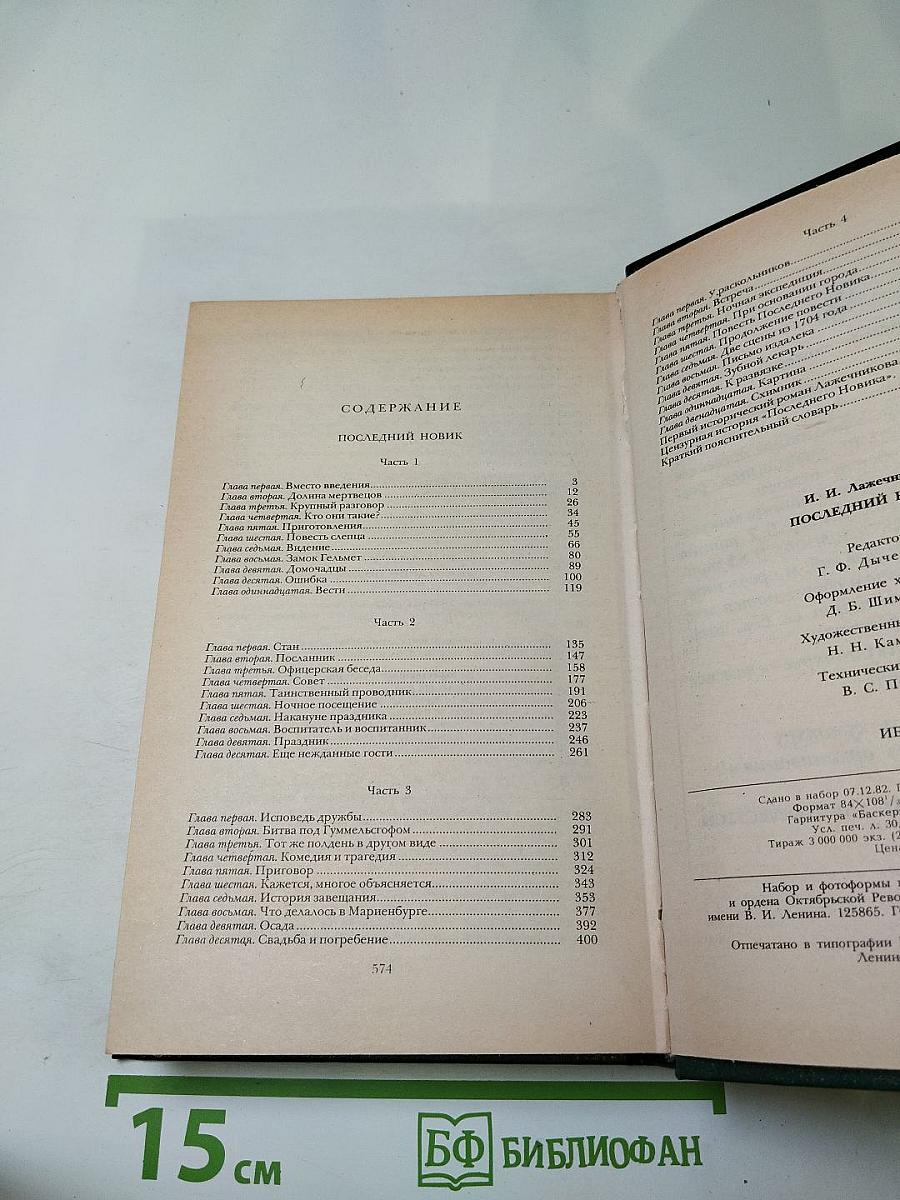 СОДЕРЖАНИЕ
ПОСЛЕДНИЙ НОВИК
Часть 1
Глава первая. Вместо введения 3
Глава вторая. Долина мертвецов 12
Глава третья. Крупный разговор 26
Глава четвертая. Кто они такие? 34
Глава пятая. Приготовления 45
Глава шестая. Повесть слепца 55
Глава седьмая. Видение 66
Глава восьмая. Замок Гельмет 80
Глава девятая. Домочадцы 89
Глава десятая. Ошибка 100
Глава одиннадцатая. Вести 119
Часть 2
Глава первая. Стан 135
Глава вторая. Посланник 147
Глава третья. Офицерская беседа 158
Глава четвертая. Совет 177
Глава пятая. Таинственный проводник 191
Глава шестая. Ночное посещение 206
Глава седьмая. Накануне праздника 223
Глава восьмая. Воспитатель и воспитанник 237
Глава девятая. Праздник 246
Глава десятая. Еще нежданные гости 261
Часть 3
Глава первая. Исповедь дружбы 283
Глава вторая. Битва под Гуммельсгофом 291
Глава третья. Тот же полдень в другом виде 301
Глава четвертая. Комедия и трагедия 312
Глава пятая. Приговор 324
Глава шестая. Кажется, многое объясняется 343
Глава седьмая. История завещания 353
Глава восьмая. Что делалось в Мариенбурге 377
Глава девятая. Осада 392
Глава десятая. Свадьба и погребение 400
574
Часть 4
Глава первая. У раскольников
Глава вторая. Встреча
Глава третья. Ночная экспедиция
Глава четвертая. При основании города
Глава пятая. Повесть Последнего Новика
Глава шестая. Продолжение повести
Глава седьмая. Две сцены из 1704 года
Глава восьмая. Письмо издалека
Глава девятая. Зубной лекарь
Глава десятая. К развязке
Глава одиннадцатая. Картина
Глава двенадцатая. Схимник
Первый исторический роман Лажечникова
Цензурная история «Последнего Новика».
Краткий пояснительный словарь
И. И. Лажечн
ПОСЛЕДНИЙ Н
Редакто
Г. Ф. Дыче
Оформление х
Д. Б. Шим
Художественны
Н. Н. Кам
Технически
В. С. П
ИБ
Сдано в набор 07.12.82.
Формат 84×108¹/
Гарнитура «Баскер
Усл. печ. л. 30,
Тираж 3 000 000 экз. (2
Цена
Набор и фотоформы
и ордена Октябрьской Рево
имени В. И. Ленина. 125865.
Отпечатано в типографии
Ленин
15 см
БФ БИБЛИОФАН